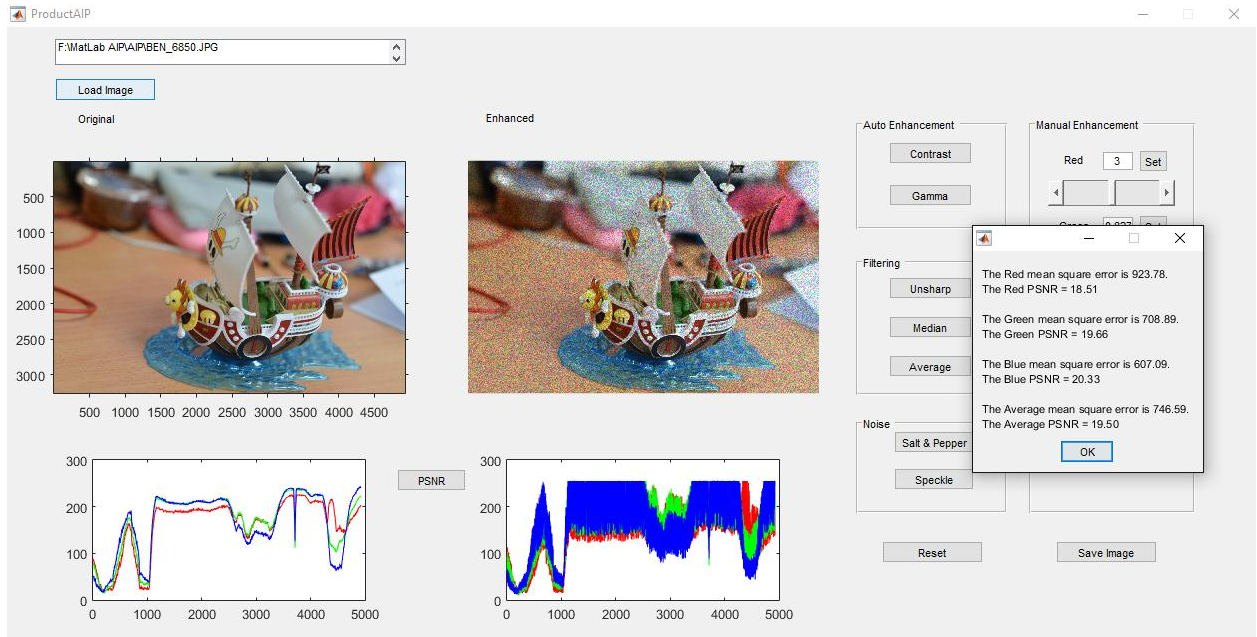 ProductAIP
F:\MatLab AIP\AIP\BEN_6850.JPG
Load Image
Original
Enhanced
500
1000
1500
2000
2500
3000
500 1000 1500 2000 2500 3000 3500 4000 4500
Auto Enhancement
Contrast
Gamma
Manual Enhancement
Red 3 Set
Filtering
Unsharp
Median
Average
Noise
Salt & Pepper
Speckle
The Red mean square error is 923.78.
The Red PSNR = 18.51
The Green mean square error is 708.89.
The Green PSNR = 19.66
The Blue mean square error is 607.09.
The Blue PSNR = 20.33
The Average mean square error is 746.59.
The Average PSNR = 19.50
OK
300
200
100
0
0 1000 2000 3000 4000 5000
PSNR
300
200
100
0
0 1000 2000 3000 4000 5000
Reset
Save Image